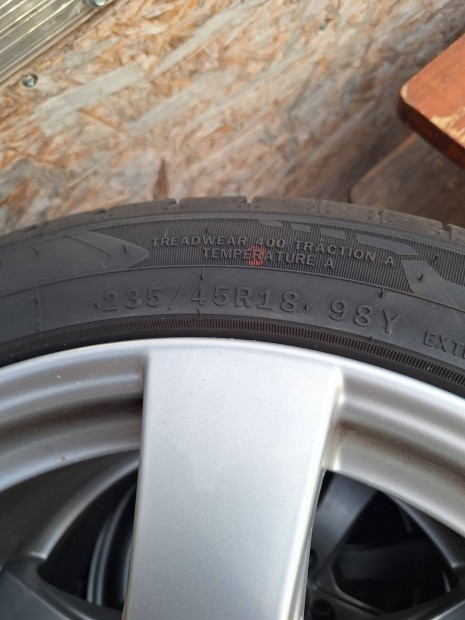 TREADWEAR 400 TRACTION A
TEMPERATURE A
235/45R18 98Y